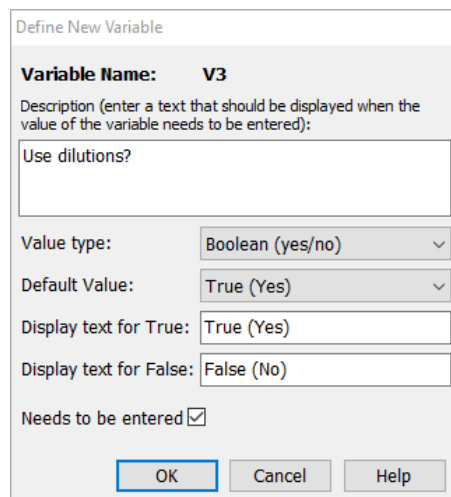 Define New Variable
Variable Name: V3
Description (enter a text that should be displayed when the
value of the variable needs to be entered):
Use dilutions?
Value type: Boolean (yes/no)
Default Value: True (Yes)
Display text for True: True (Yes)
Display text for False: False (No)
Needs to be entered
OK Cancel Help